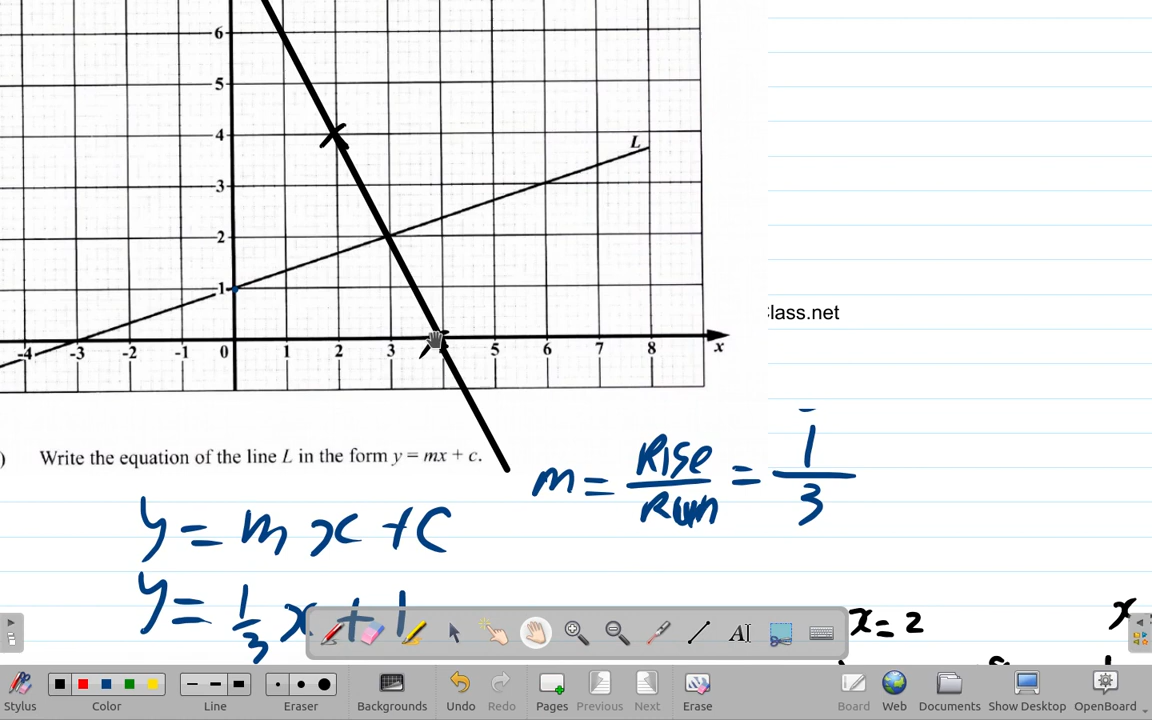 6
5
4
L
3
2
1
-4 -3 -2 -1 0 1 2 3 5 6 7 8 x
lass.net
) Write the equation of the line L in the form y = mx + c.
m = Rise / Run = 1 / 3
y = mx + c
y = 1/3 x + 1
x = 2
x
Stylus Color Line Eraser Backgrounds Undo Redo Pages Previous Next Erase Board Web Documents Show Desktop OpenBoard